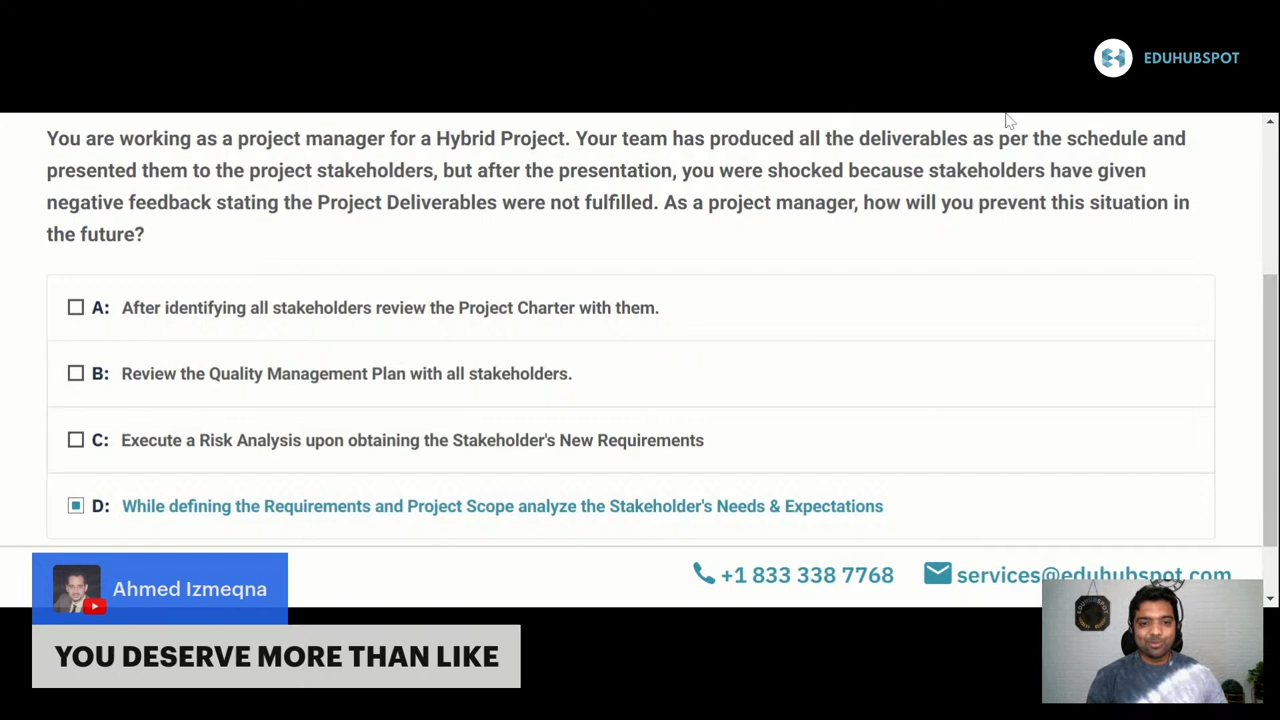 EDUHUBSPOT
You are working as a project manager for a Hybrid Project. Your team has produced all the deliverables as per the schedule and
presented them to the project stakeholders, but after the presentation, you were shocked because stakeholders have given
negative feedback stating the Project Deliverables were not fulfilled. As a project manager, how will you prevent this situation in
the future?
A: After identifying all stakeholders review the Project Charter with them.
B: Review the Quality Management Plan with all stakeholders.
C: Execute a Risk Analysis upon obtaining the Stakeholder's New Requirements
D: While defining the Requirements and Project Scope analyze the Stakeholder's Needs & Expectations
+1 833 338 7768 services@eduhubspot.com
Ahmed Izmeqna
YOU DESERVE MORE THAN LIKE